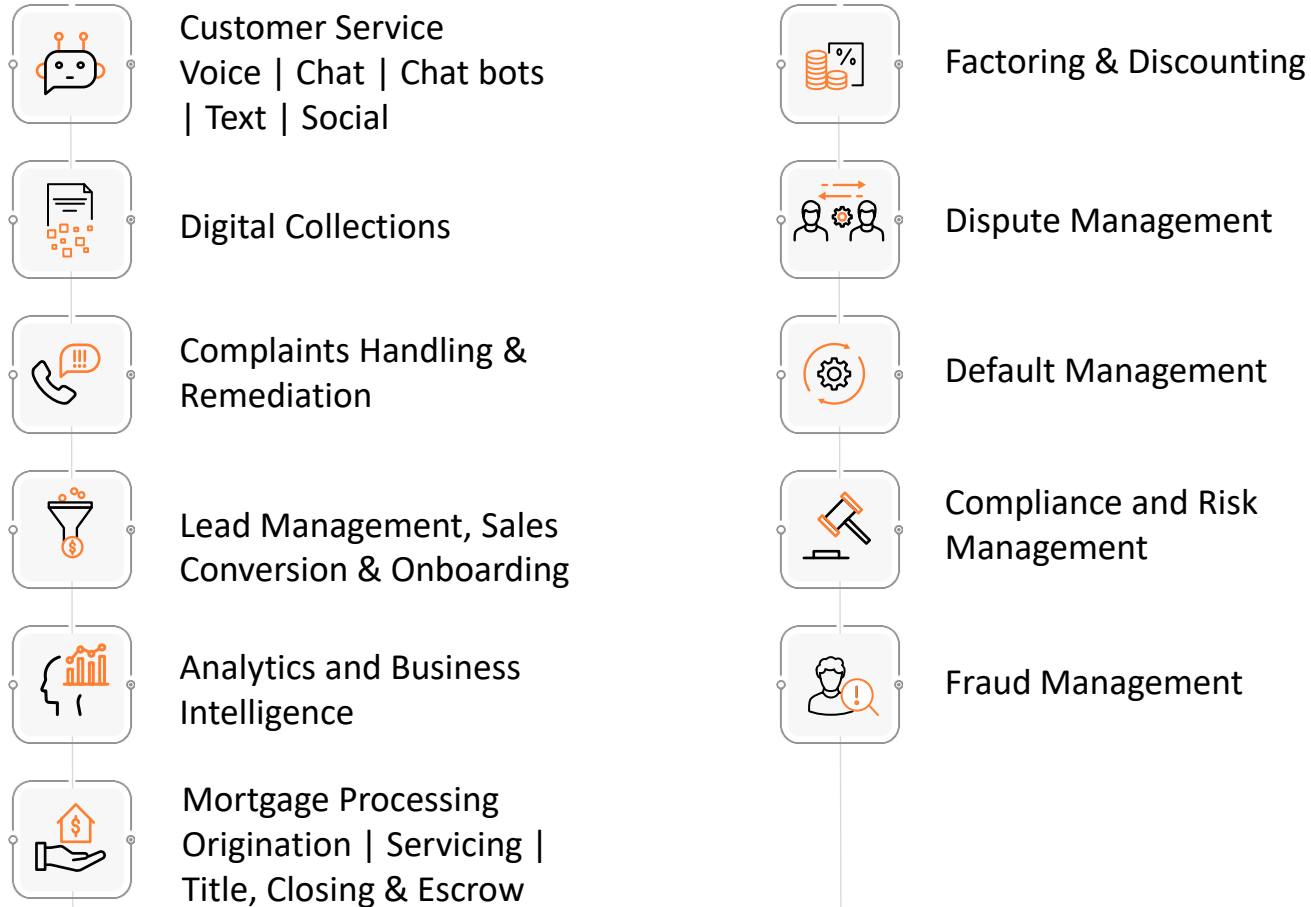 Customer Service
Voice | Chat | Chat bots
| Text | Social
Digital Collections
Complaints Handling &
Remediation
Lead Management, Sales
Conversion & Onboarding
$
Analytics and Business
Intelligence
Mortgage Processing
Origination | Servicing |
Title, Closing & Escrow
$
%
Factoring & Discounting
Dispute Management
Default Management
Compliance and Risk
Management
Fraud Management
!!!
!